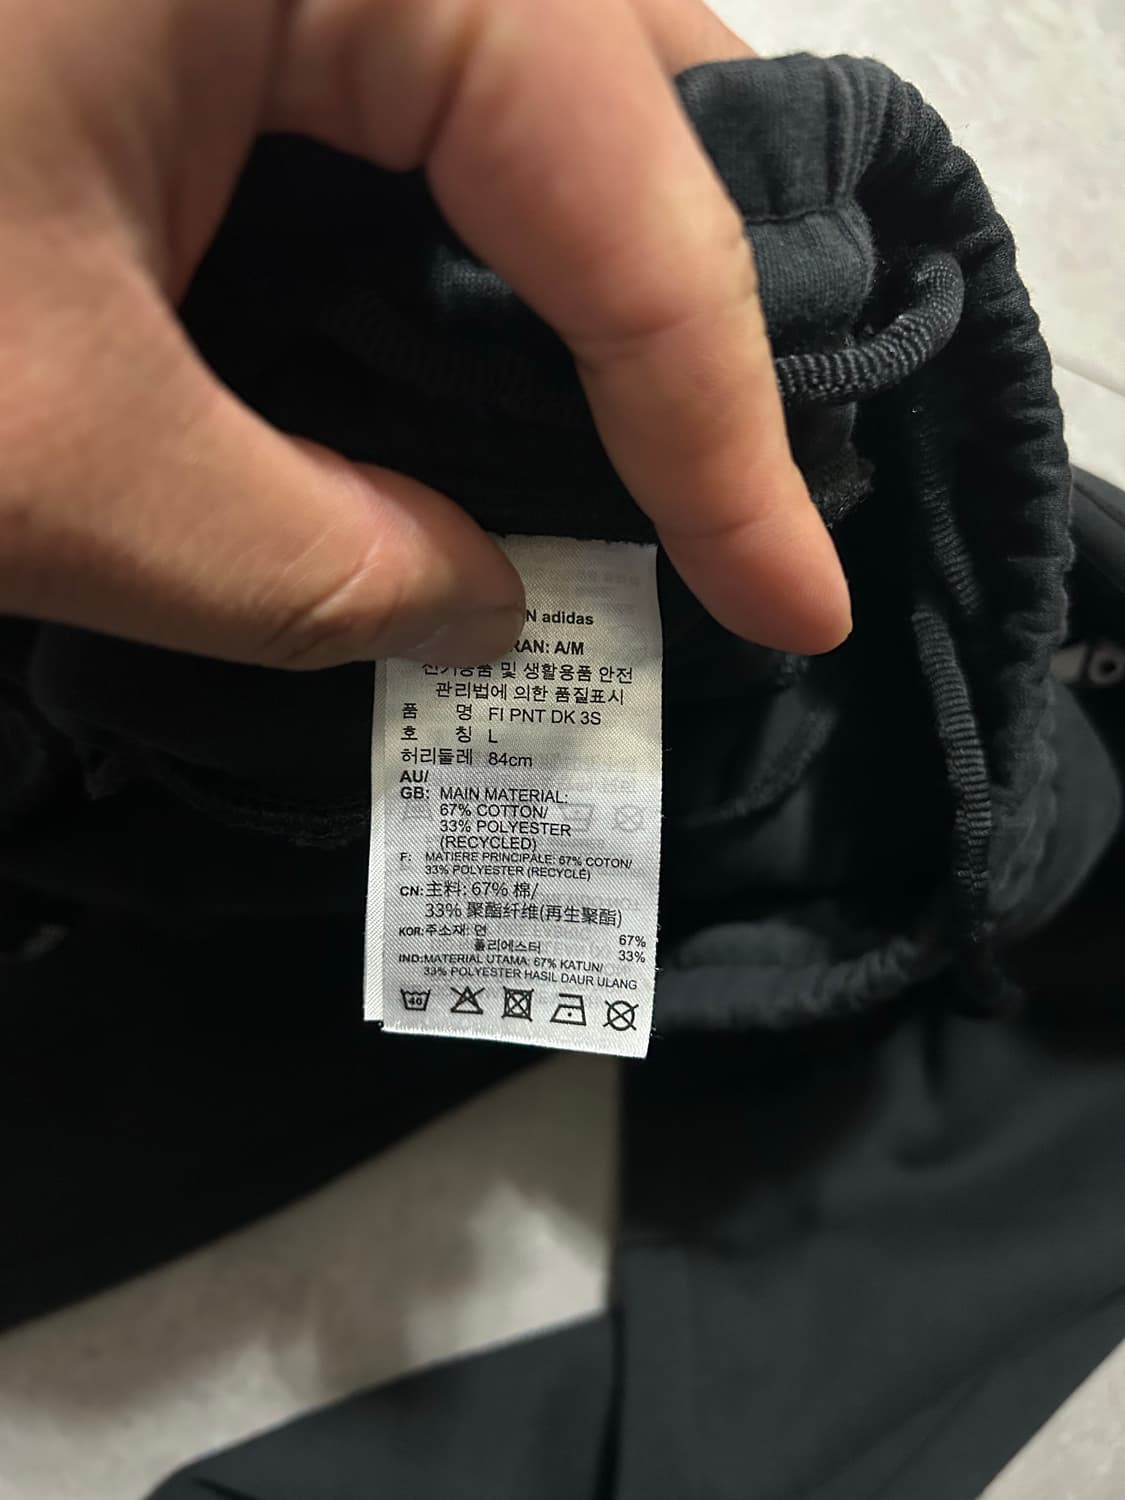 N adidas
RAN: A/M
전기용품 및 생활용품 안전
관리법에 의한 품질표시
품 명 FI PNT DK 3S
호 칭 L
허리둘레 84cm
AU/
GB: MAIN MATERIAL:
67% COTTON/
33% POLYESTER
(RECYCLED)
F: MATIERE PRINCIPALE: 67% COTON/
33% POLYESTER (RECYCLÉ)
CN: 主料: 67% 棉/
33% 聚酯纤维(再生聚酯)
KOR: 주소재: 면 67%
폴리에스터 33%
IND: MATERIAL UTAMA: 67% KATUN/
33% POLYESTER HASIL DAUR ULANG
40